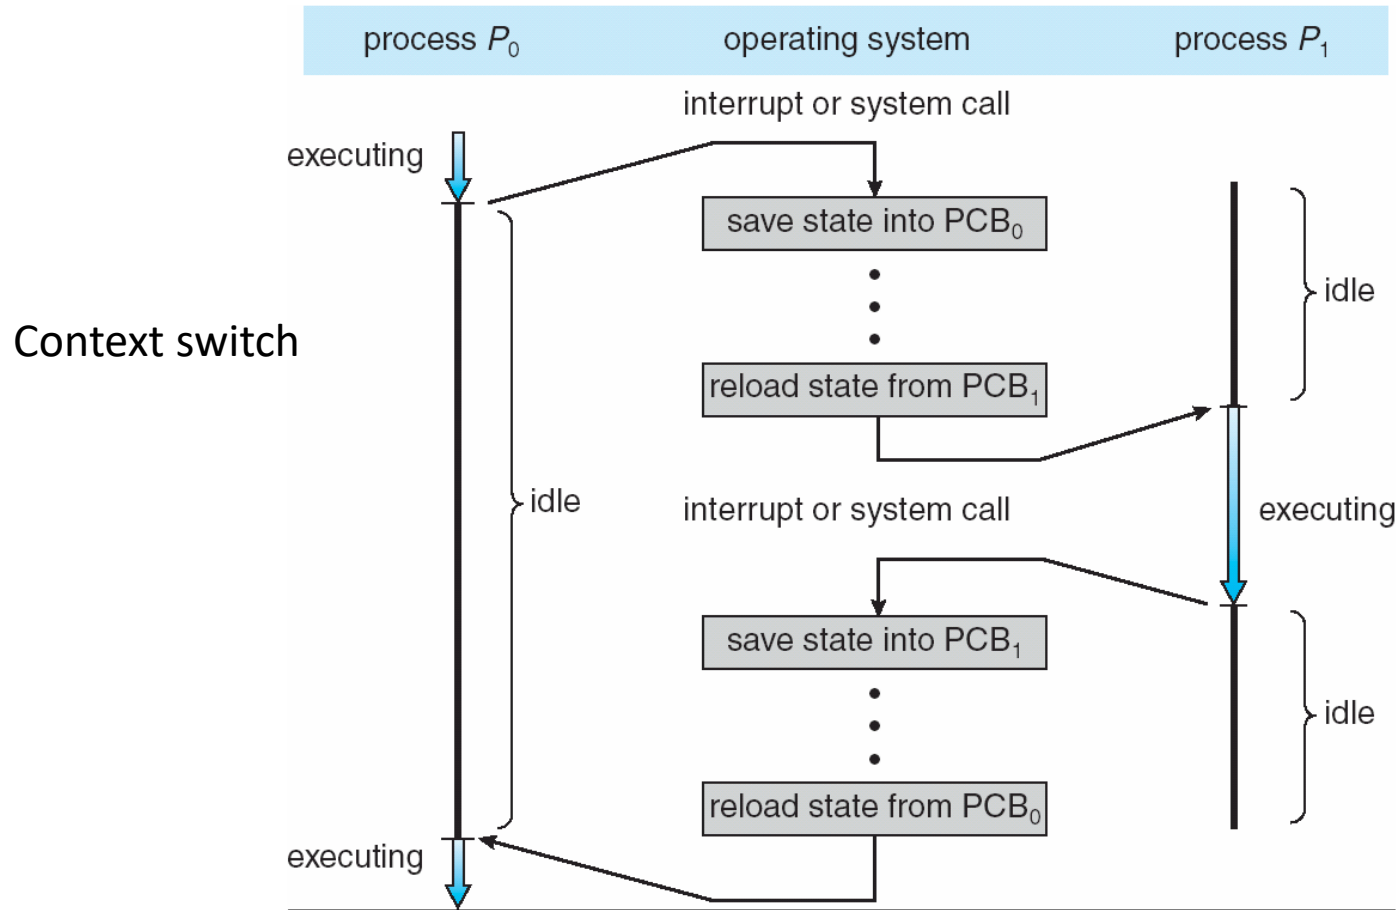 process P₀ operating system process P₁
interrupt or system call
executing
save state into PCB₀
idle
Context switch
reload state from PCB₁
idle
interrupt or system call
executing
save state into PCB₁
idle
reload state from PCB₀
executing